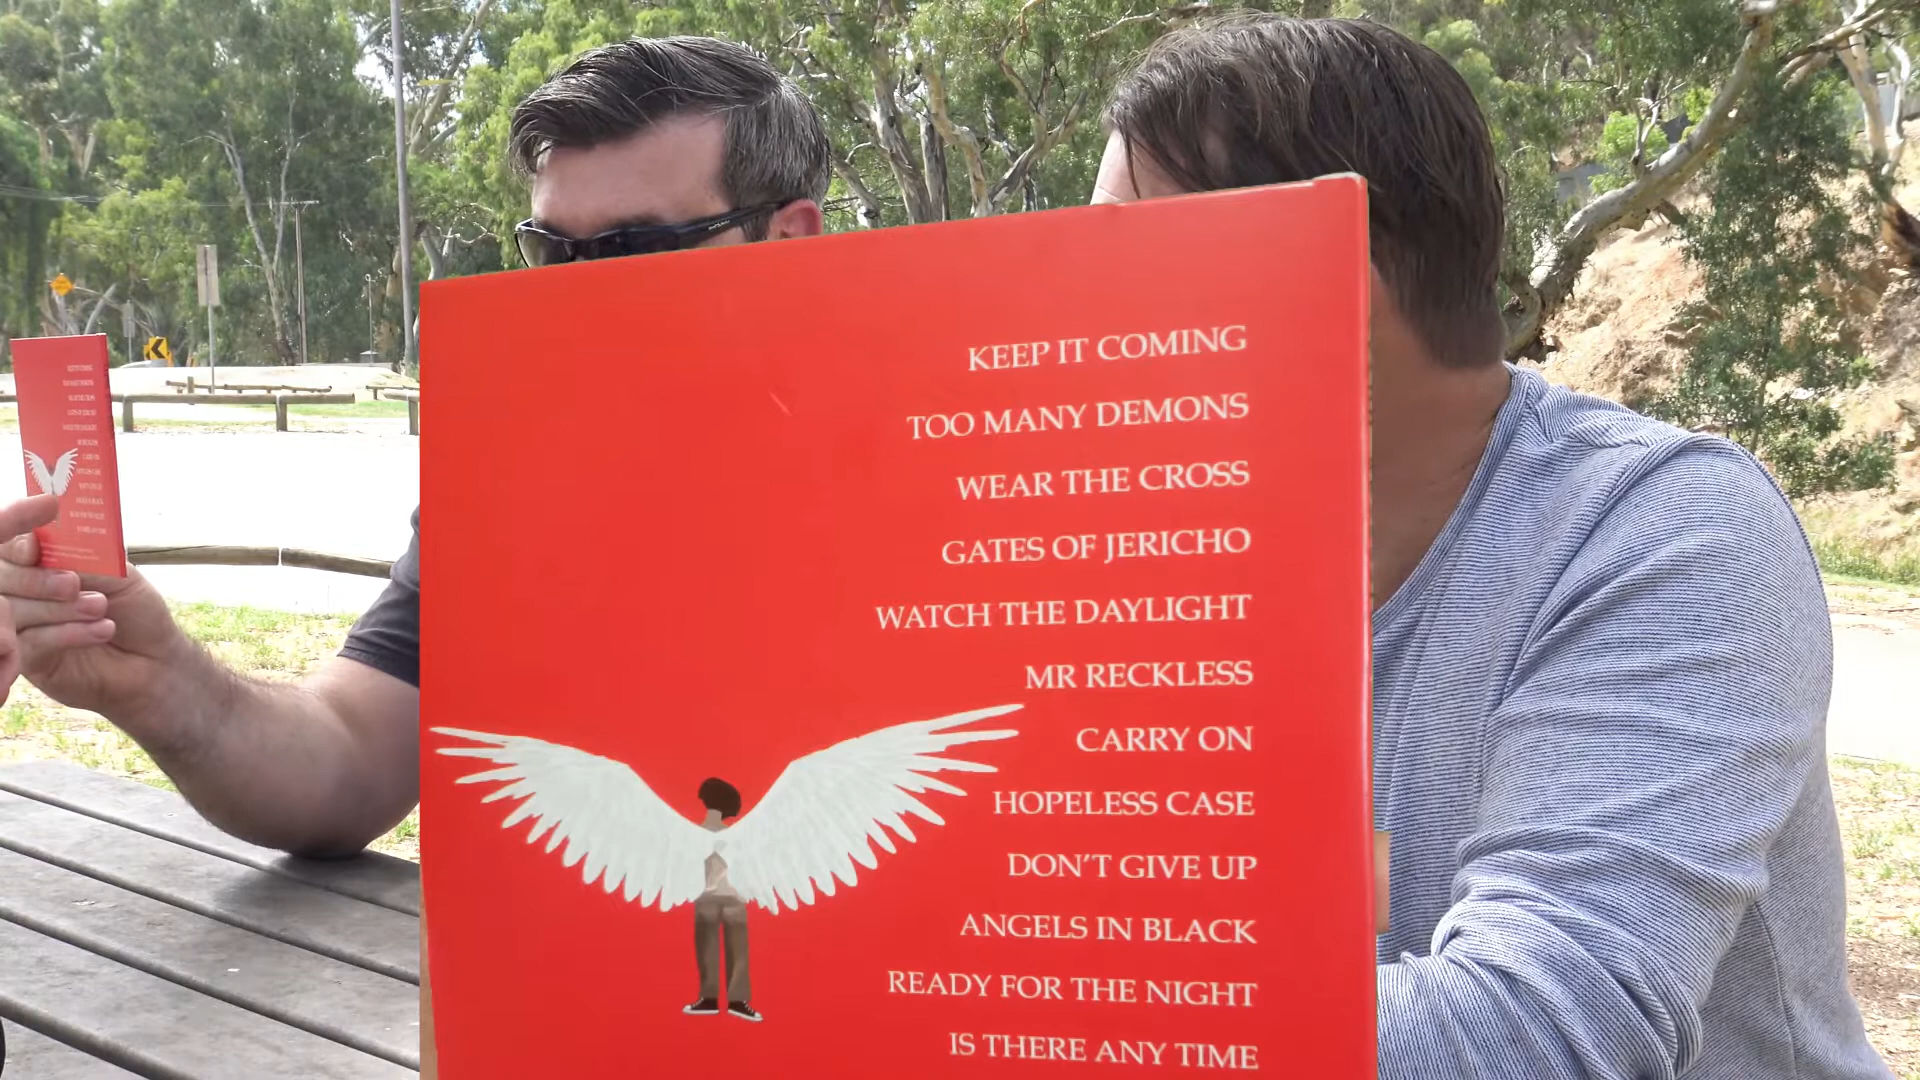 KEEP IT COMING
TOO MANY DEMONS
WEAR THE CROSS
GATES OF JERICHO
WATCH THE DAYLIGHT
MR RECKLESS
CARRY ON
HOPELESS CASE
DON'T GIVE UP
ANGELS IN BLACK
READY FOR THE NIGHT
IS THERE ANY TIME